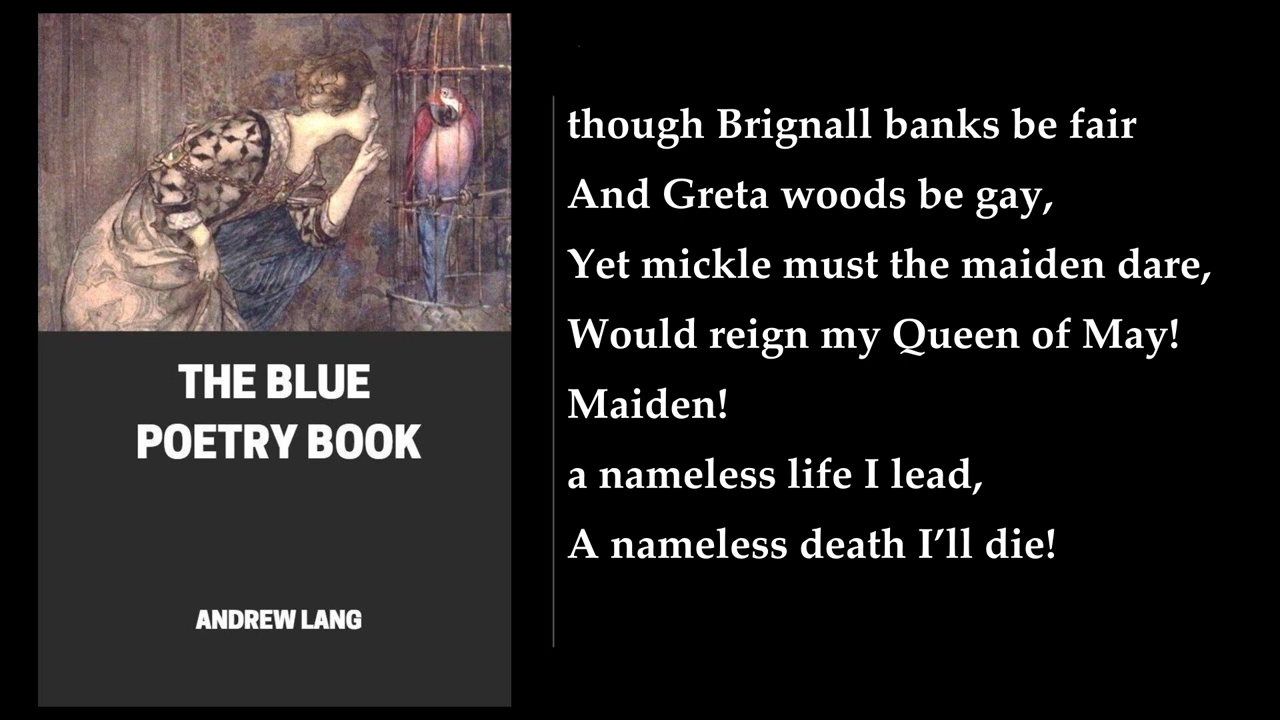 THE BLUE
POETRY BOOK
ANDREW LANG
though Brignall banks be fair
And Greta woods be gay,
Yet mickle must the maiden dare,
Would reign my Queen of May!
Maiden!
a nameless life I lead,
A nameless death I’ll die!